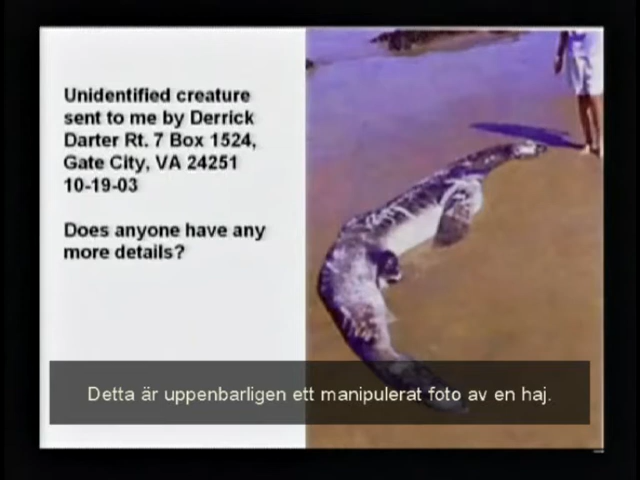 Unidentified creature
sent to me by Derrick
Darter Rt. 7 Box 1524,
Gate City, VA 24251
10-19-03
Does anyone have any
more details?
Detta är uppenbarligen ett manipulerat foto av en haj.